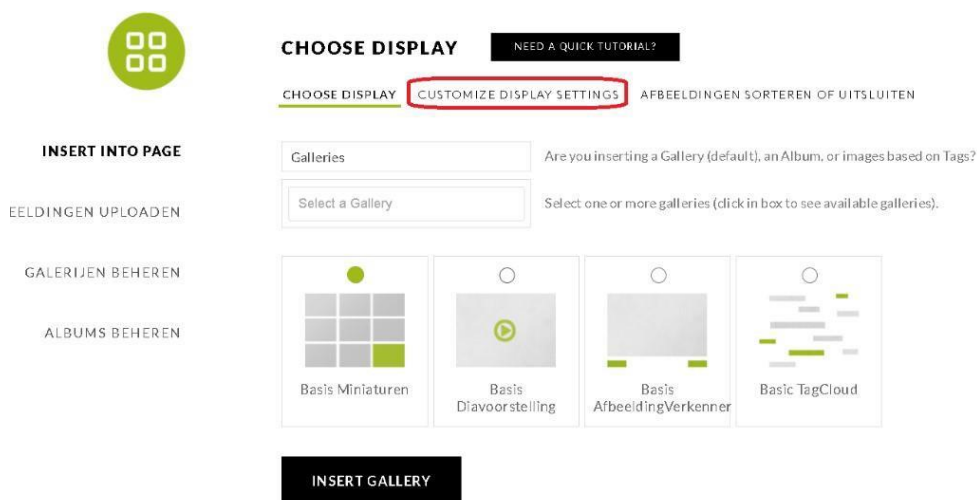 CHOOSE DISPLAY
NEED A QUICK TUTORIAL?
CHOOSE DISPLAY
CUSTOMIZE DISPLAY SETTINGS
AFBEELDINGEN SORTEREN OF UITSLUITEN
INSERT INTO PAGE
EELDINGEN UPLOADEN
GALERIJEN BEHEREN
ALBUMS BEHEREN
Galleries
Are you inserting a Gallery (default), an Album, or images based on Tags?
Select a Gallery
Select one or more galleries (click in box to see available galleries).
Basis Miniaturen
Basis
Diavoorstelling
Basis
AfbeeldingVerkenner
Basic TagCloud
INSERT GALLERY